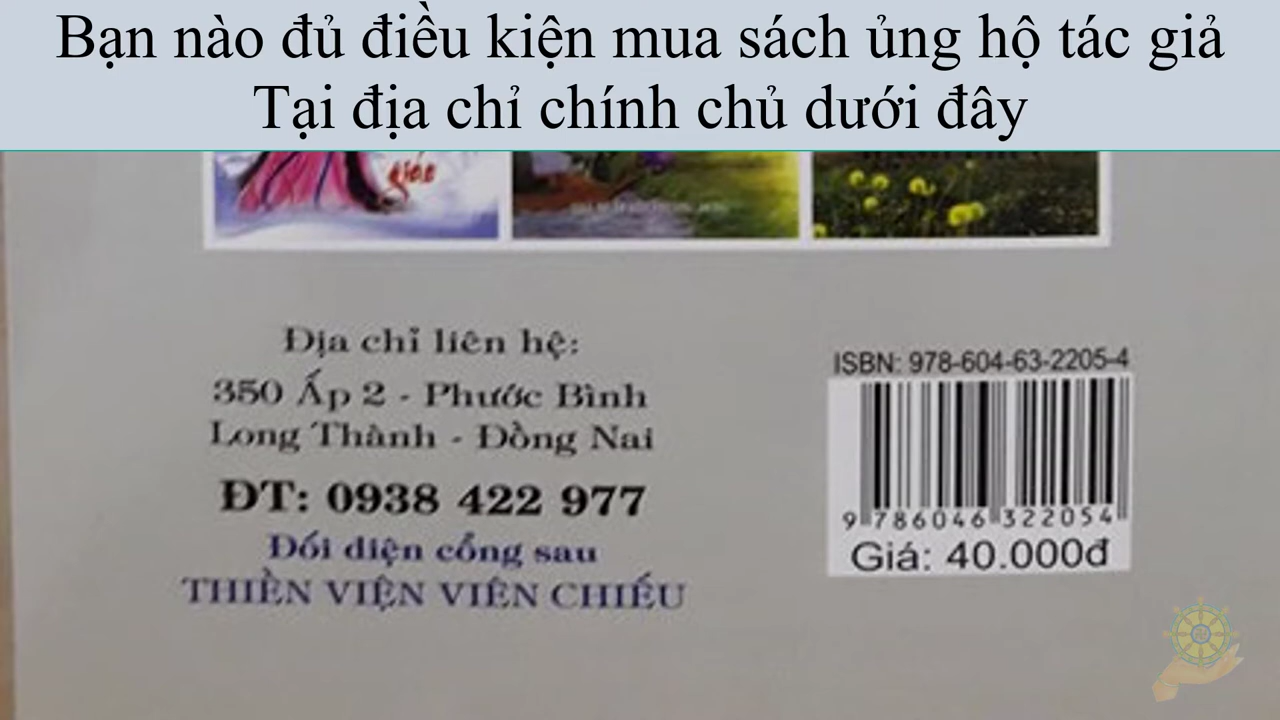 Bạn nào đủ điều kiện mua sách ủng hộ tác giả
Tại địa chỉ chính chủ dưới đây
giác
Địa chỉ liên hệ:
350 Ấp 2 - Phước Bình
Long Thành - Đồng Nai
ĐT: 0938 422 977
Đối diện cổng sau
THIỀN VIỆN VIÊN CHIẾU
ISBN: 978-604-63-2205-4
9 786046 322054
Giá: 40.000đ